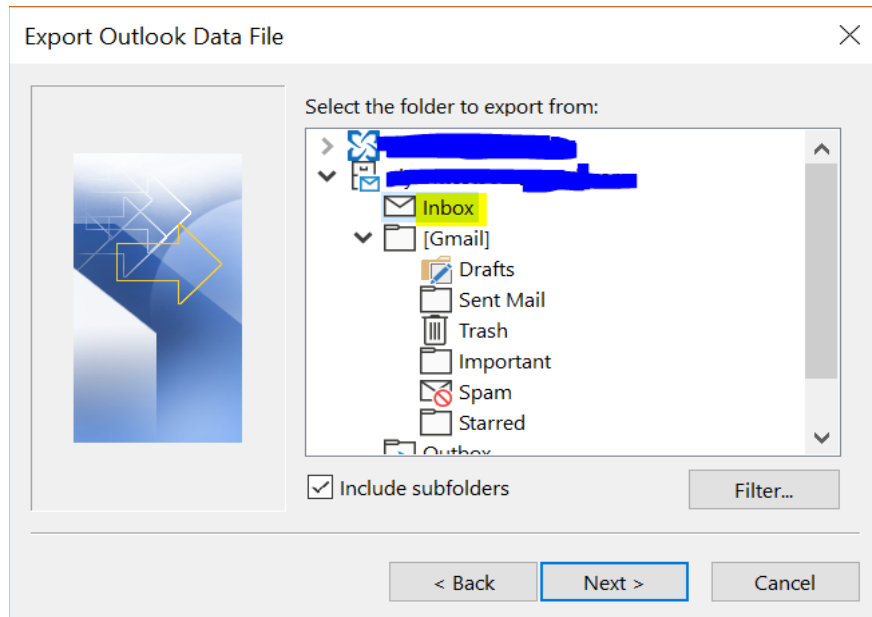 Export Outlook Data File
Select the folder to export from:
Inbox
[Gmail]
Drafts
Sent Mail
Trash
Important
Spam
Starred
Outbox
Include subfolders
Filter...
< Back
Next >
Cancel